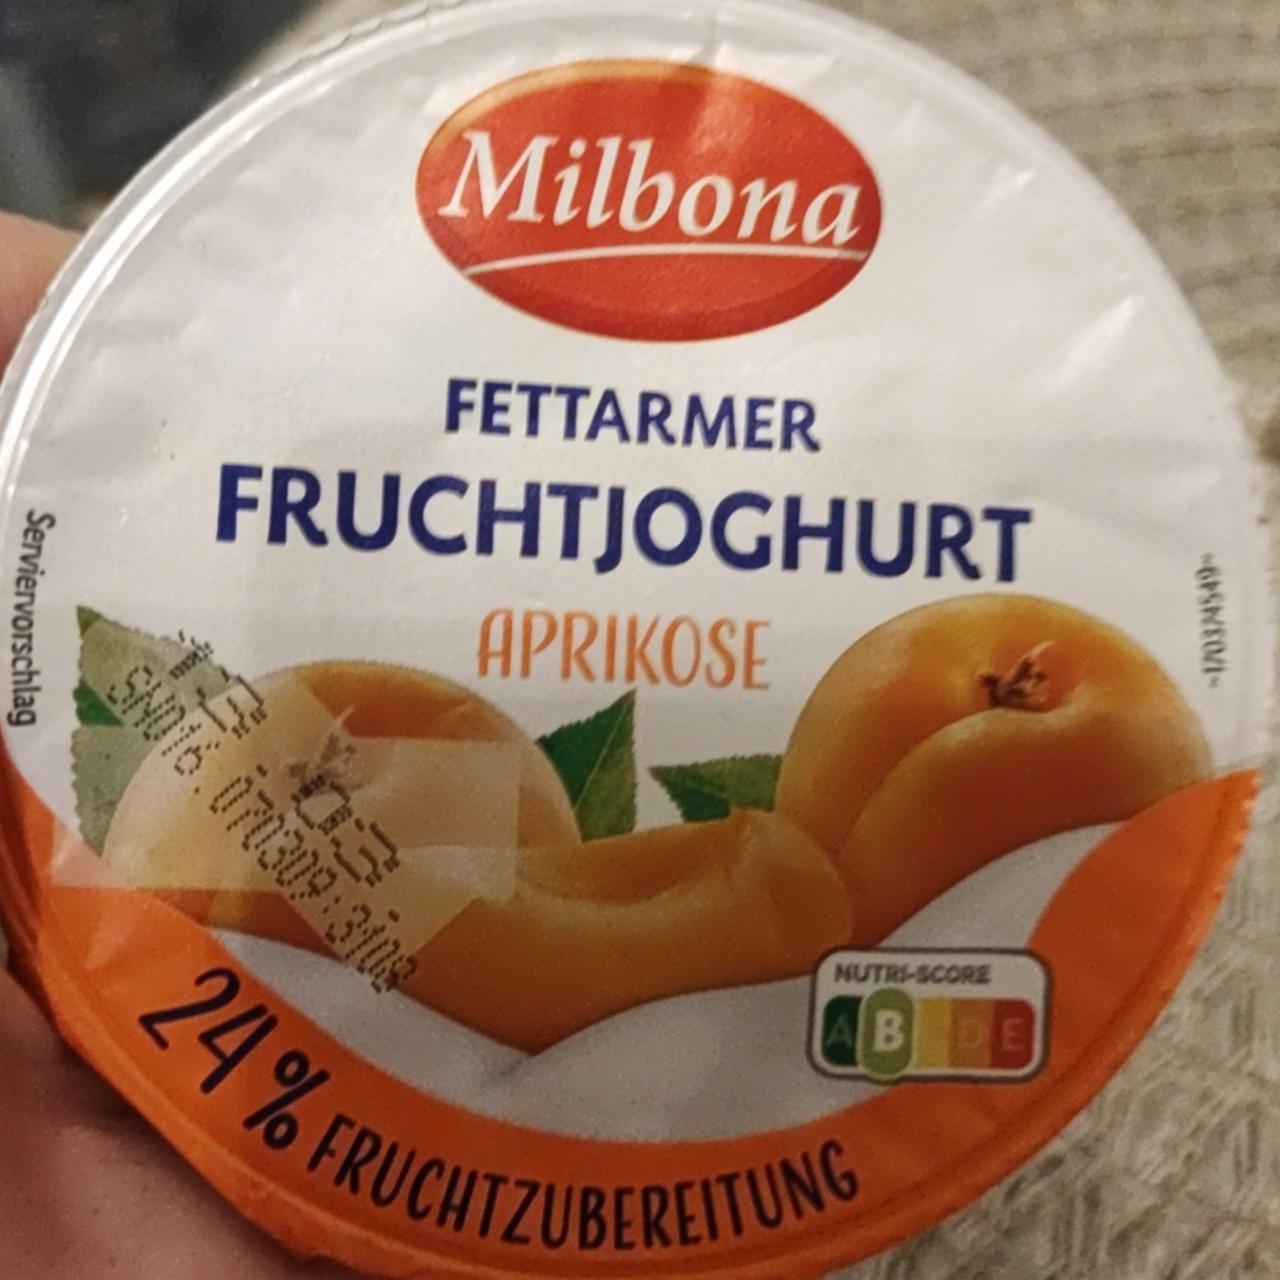 Milbona
FETTARMER
FRUCHTJOGHURT
APRIKOSE
Serviervorschlag
NUTRI-SCORE
A B D E
24% FRUCHTZUBEREITUNG